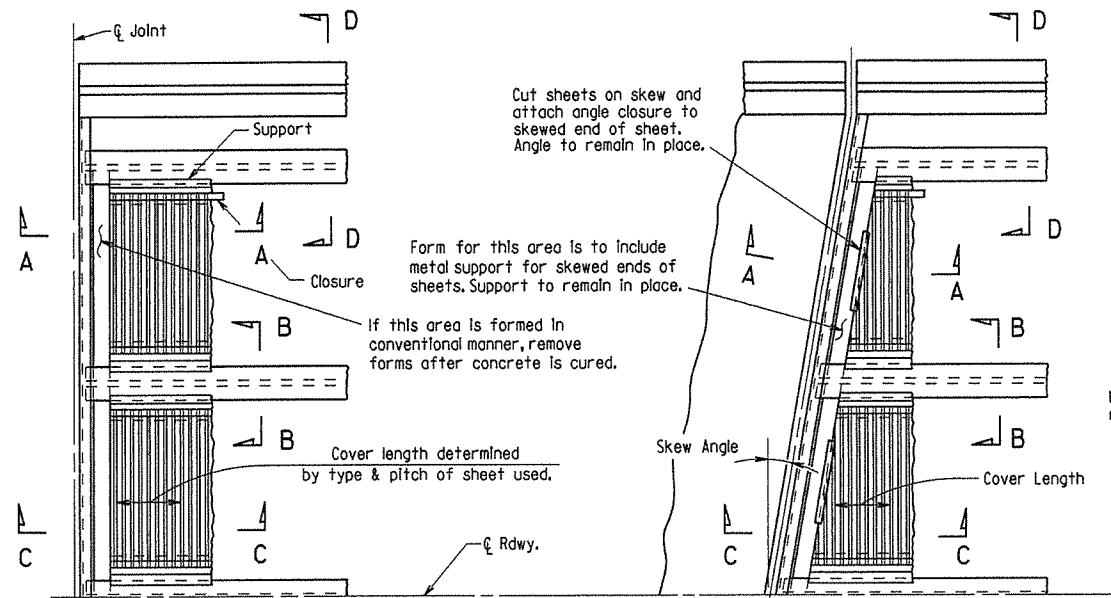 ℄ Joint
D
D
Cut sheets on skew and
attach angle closure to
skewed end of sheet.
Angle to remain in place.
Support
A
A
D
Closure
Form for this area is to include
metal support for skewed ends of
sheets. Support to remain in place.
A
A
D
If this area is formed in
conventional manner, remove
forms after concrete is cured.
B
B
B
B
Cover length determined
by type & pitch of sheet used.
Skew Angle
Cover Length
C
C
C
C
℄ Rdwy.